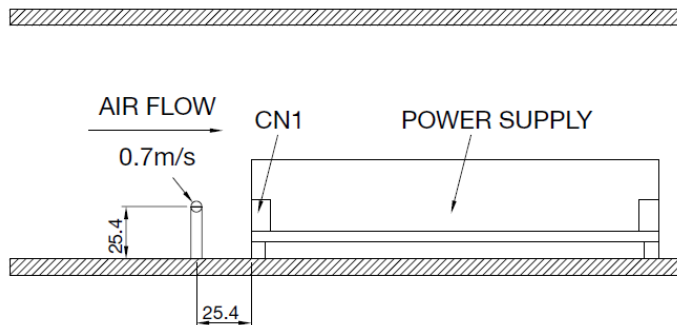 AIR FLOW
0.7m/s
CN1
POWER SUPPLY
25.4
25.4